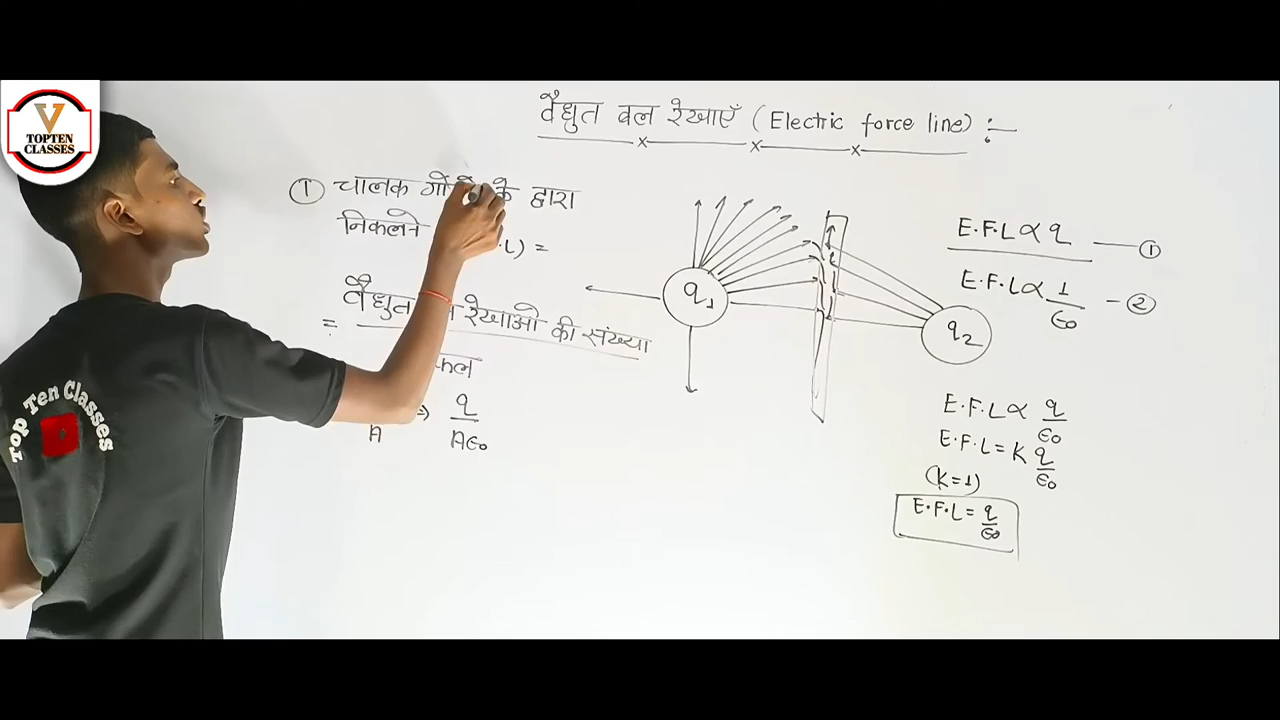 V
TOPTEN
CLASSES
वैद्युत बल रेखाएँ (Electric force line) :-
① चालक के द्वारा
निकलने .L) =
वैद्युत रेखाओ की संख्या
=
A ⇒ q/Aϵ₀
q₁
q₂
E.F.L ∝ q — ①
E.F.L ∝ 1/ϵ₀ — ②
E.F.L ∝ q/ϵ₀
E.F.L = K q/ϵ₀
(K=1)
E.F.L = q/ϵ₀
Top Ten Classes